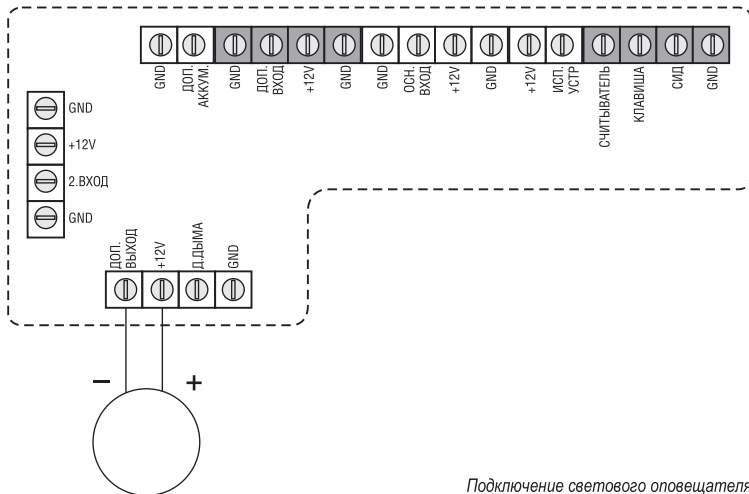 GND
ДОП.
АККУМ.
GND
ДОП.
ВХОД
+12V
GND
GND
ОСН.
ВХОД
+12V
GND
+12V
ИСП.
УСТР
СЧИТЫВАТЕЛЬ
КЛАВИША
СИД
GND
GND
+12V
2.ВХОД
GND
ДОП.
ВЫХОД
+12V
Д.ДЫМА
GND
− +
Подключение светового оповещателя